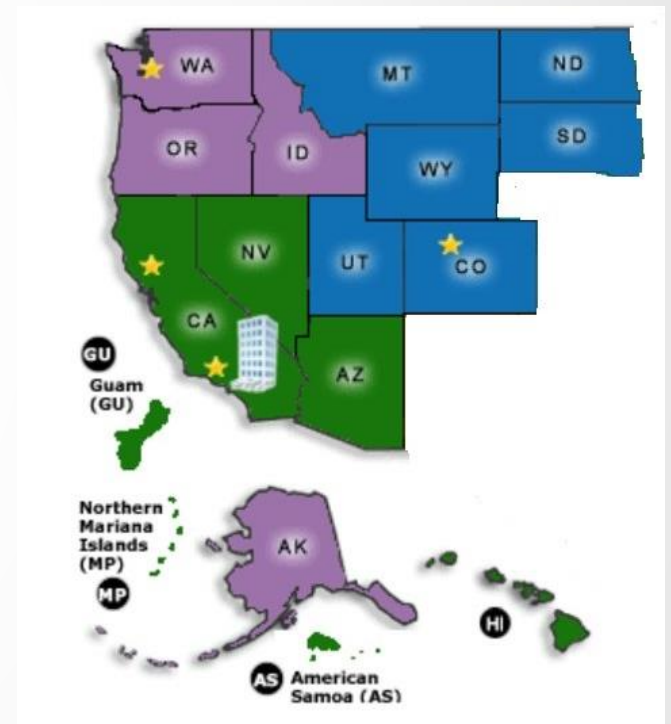 WA
MT
ND
OR
ID
WY
SD
NV
UT
CO
CA
AZ
GU
Guam
(GU)
Northern
Mariana
Islands
(MP)
MP
AK
HI
AS
American
Samoa (AS)